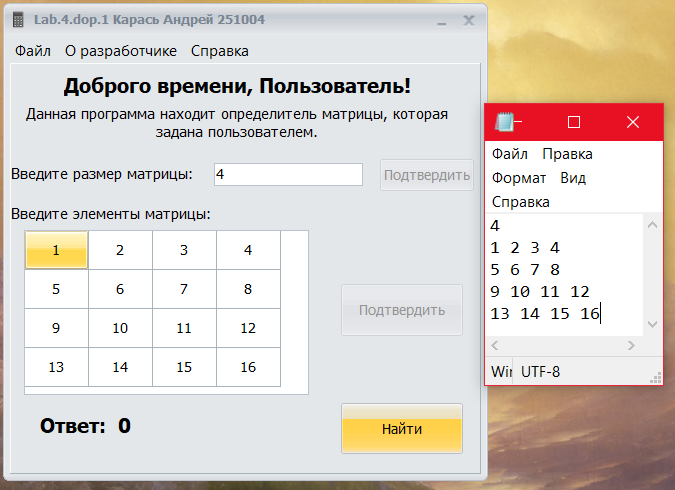 Lab.4.dop.1 Карась Андрей 251004
Файл О разработчике Справка
Доброго времени, Пользователь!
Данная программа находит определитель матрицы, которая
задана пользователем.
Введите размер матрицы: 4 Подтвердить
Введите элементы матрицы:
1 2 3 4
5 6 7 8
9 10 11 12
13 14 15 16
Подтвердить
Ответ: 0
Найти
Файл Правка
Формат Вид
Справка
4
1 2 3 4
5 6 7 8
9 10 11 12
13 14 15 16
Win UTF-8